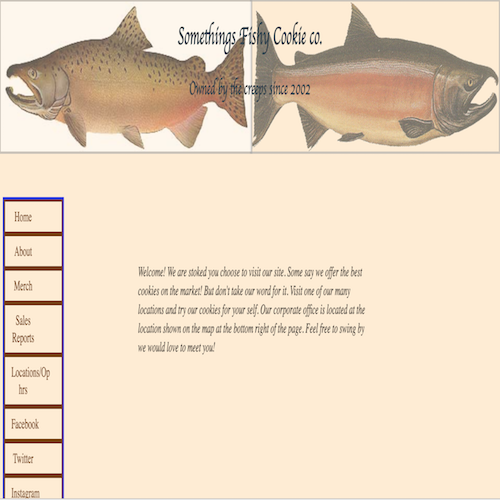 Somethings Fishy Cookie co.
Owned by the creeps since 2002
Home
About
Merch
Sales
Reports
Locations/Op
hrs
Facebook
Twitter
Instagram
Welcome! We are stoked you choose to visit our site. Some say we offer the best
cookies on the market! But don't take our word for it. Visit one of our many
locations and try our cookies for your self. Our corporate office is located at the
location shown on the map at the bottom right of the page. Feel free to swing by
we would love to meet you!